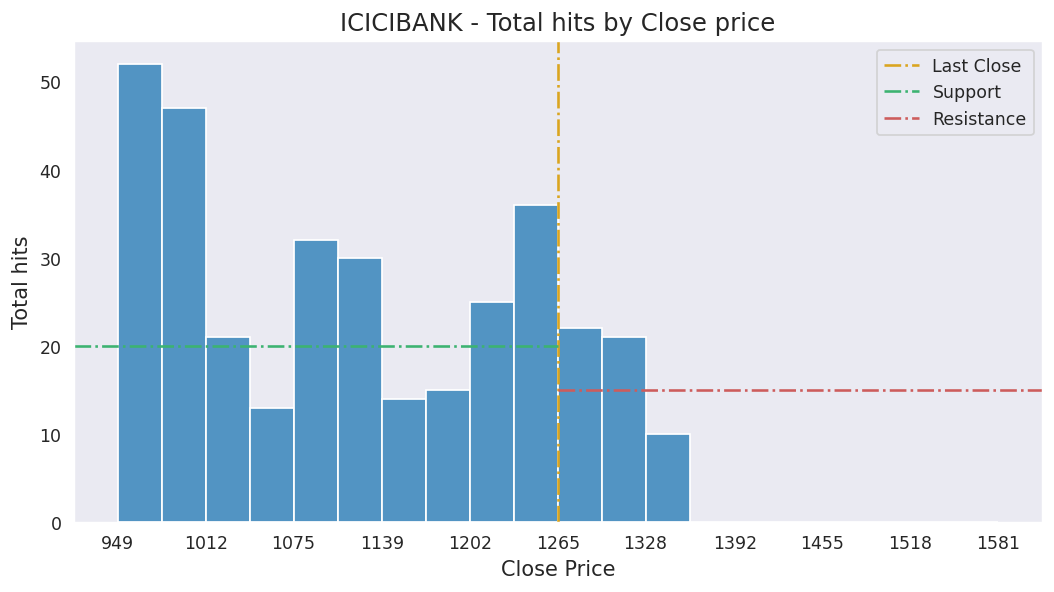 ICICIBANK - Total hits by Close price
Last Close
Support
Resistance
50
40
30
20
10
0
Total hits
949 1012 1075 1139 1202 1265 1328 1392 1455 1518 1581
Close Price